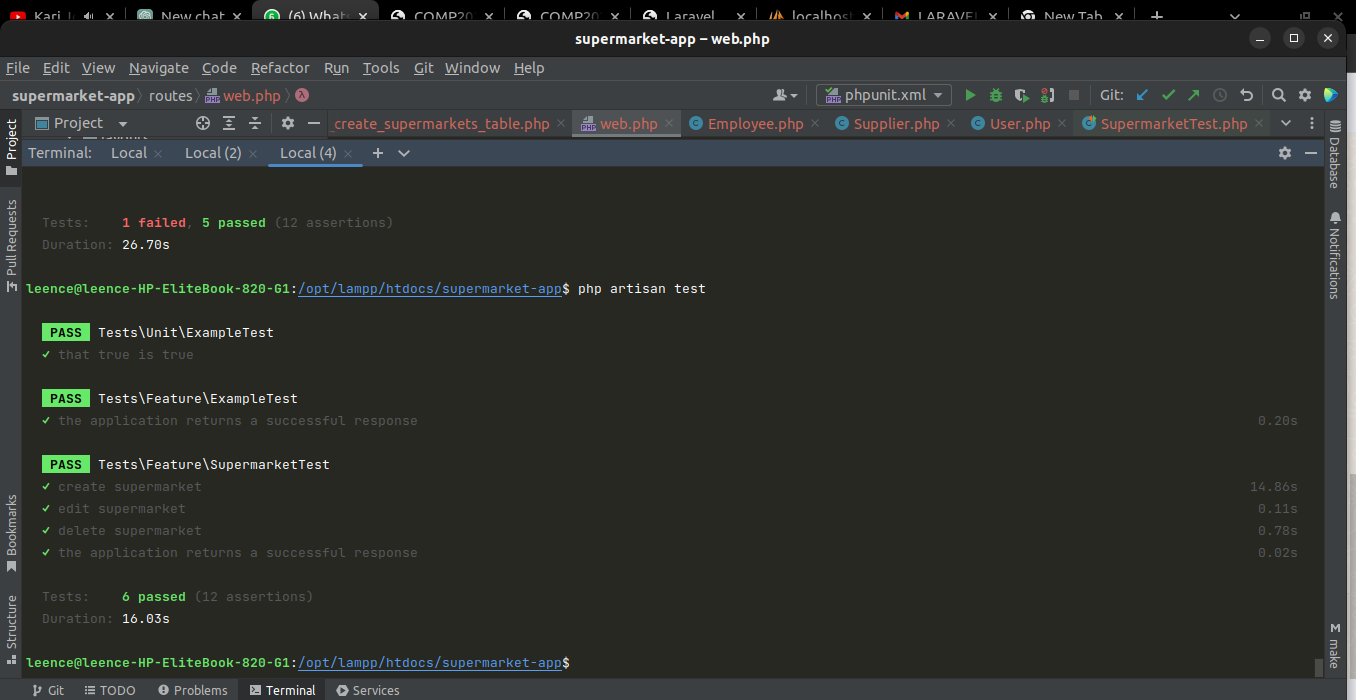 Kari
New chat
(6) What
COMP20
COMP20
Laravel
localhos
LARAVEL
New Tab
supermarket-app – web.php
File Edit View Navigate Code Refactor Run Tools Git Window Help
supermarket-app routes web.php
phpunit.xml
Git:
Project
create_supermarkets_table.php web.php Employee.php Supplier.php User.php SupermarketTest.php
Terminal: Local Local (2) Local (4)
Tests: 1 failed, 5 passed (12 assertions)
Duration: 26.70s
leence@leence-HP-EliteBook-820-G1:/opt/lampp/htdocs/supermarket-app$ php artisan test
PASS Tests\Unit\ExampleTest
✓ that true is true
PASS Tests\Feature\ExampleTest
✓ the application returns a successful response 0.20s
PASS Tests\Feature\SupermarketTest
✓ create supermarket 14.86s
✓ edit supermarket 0.11s
✓ delete supermarket 0.78s
✓ the application returns a successful response 0.02s
Tests: 6 passed (12 assertions)
Duration: 16.03s
leence@leence-HP-EliteBook-820-G1:/opt/lampp/htdocs/supermarket-app$
Project
Pull Requests
Bookmarks
Structure
Database
Notifications
M make
Git TODO Problems Terminal Services